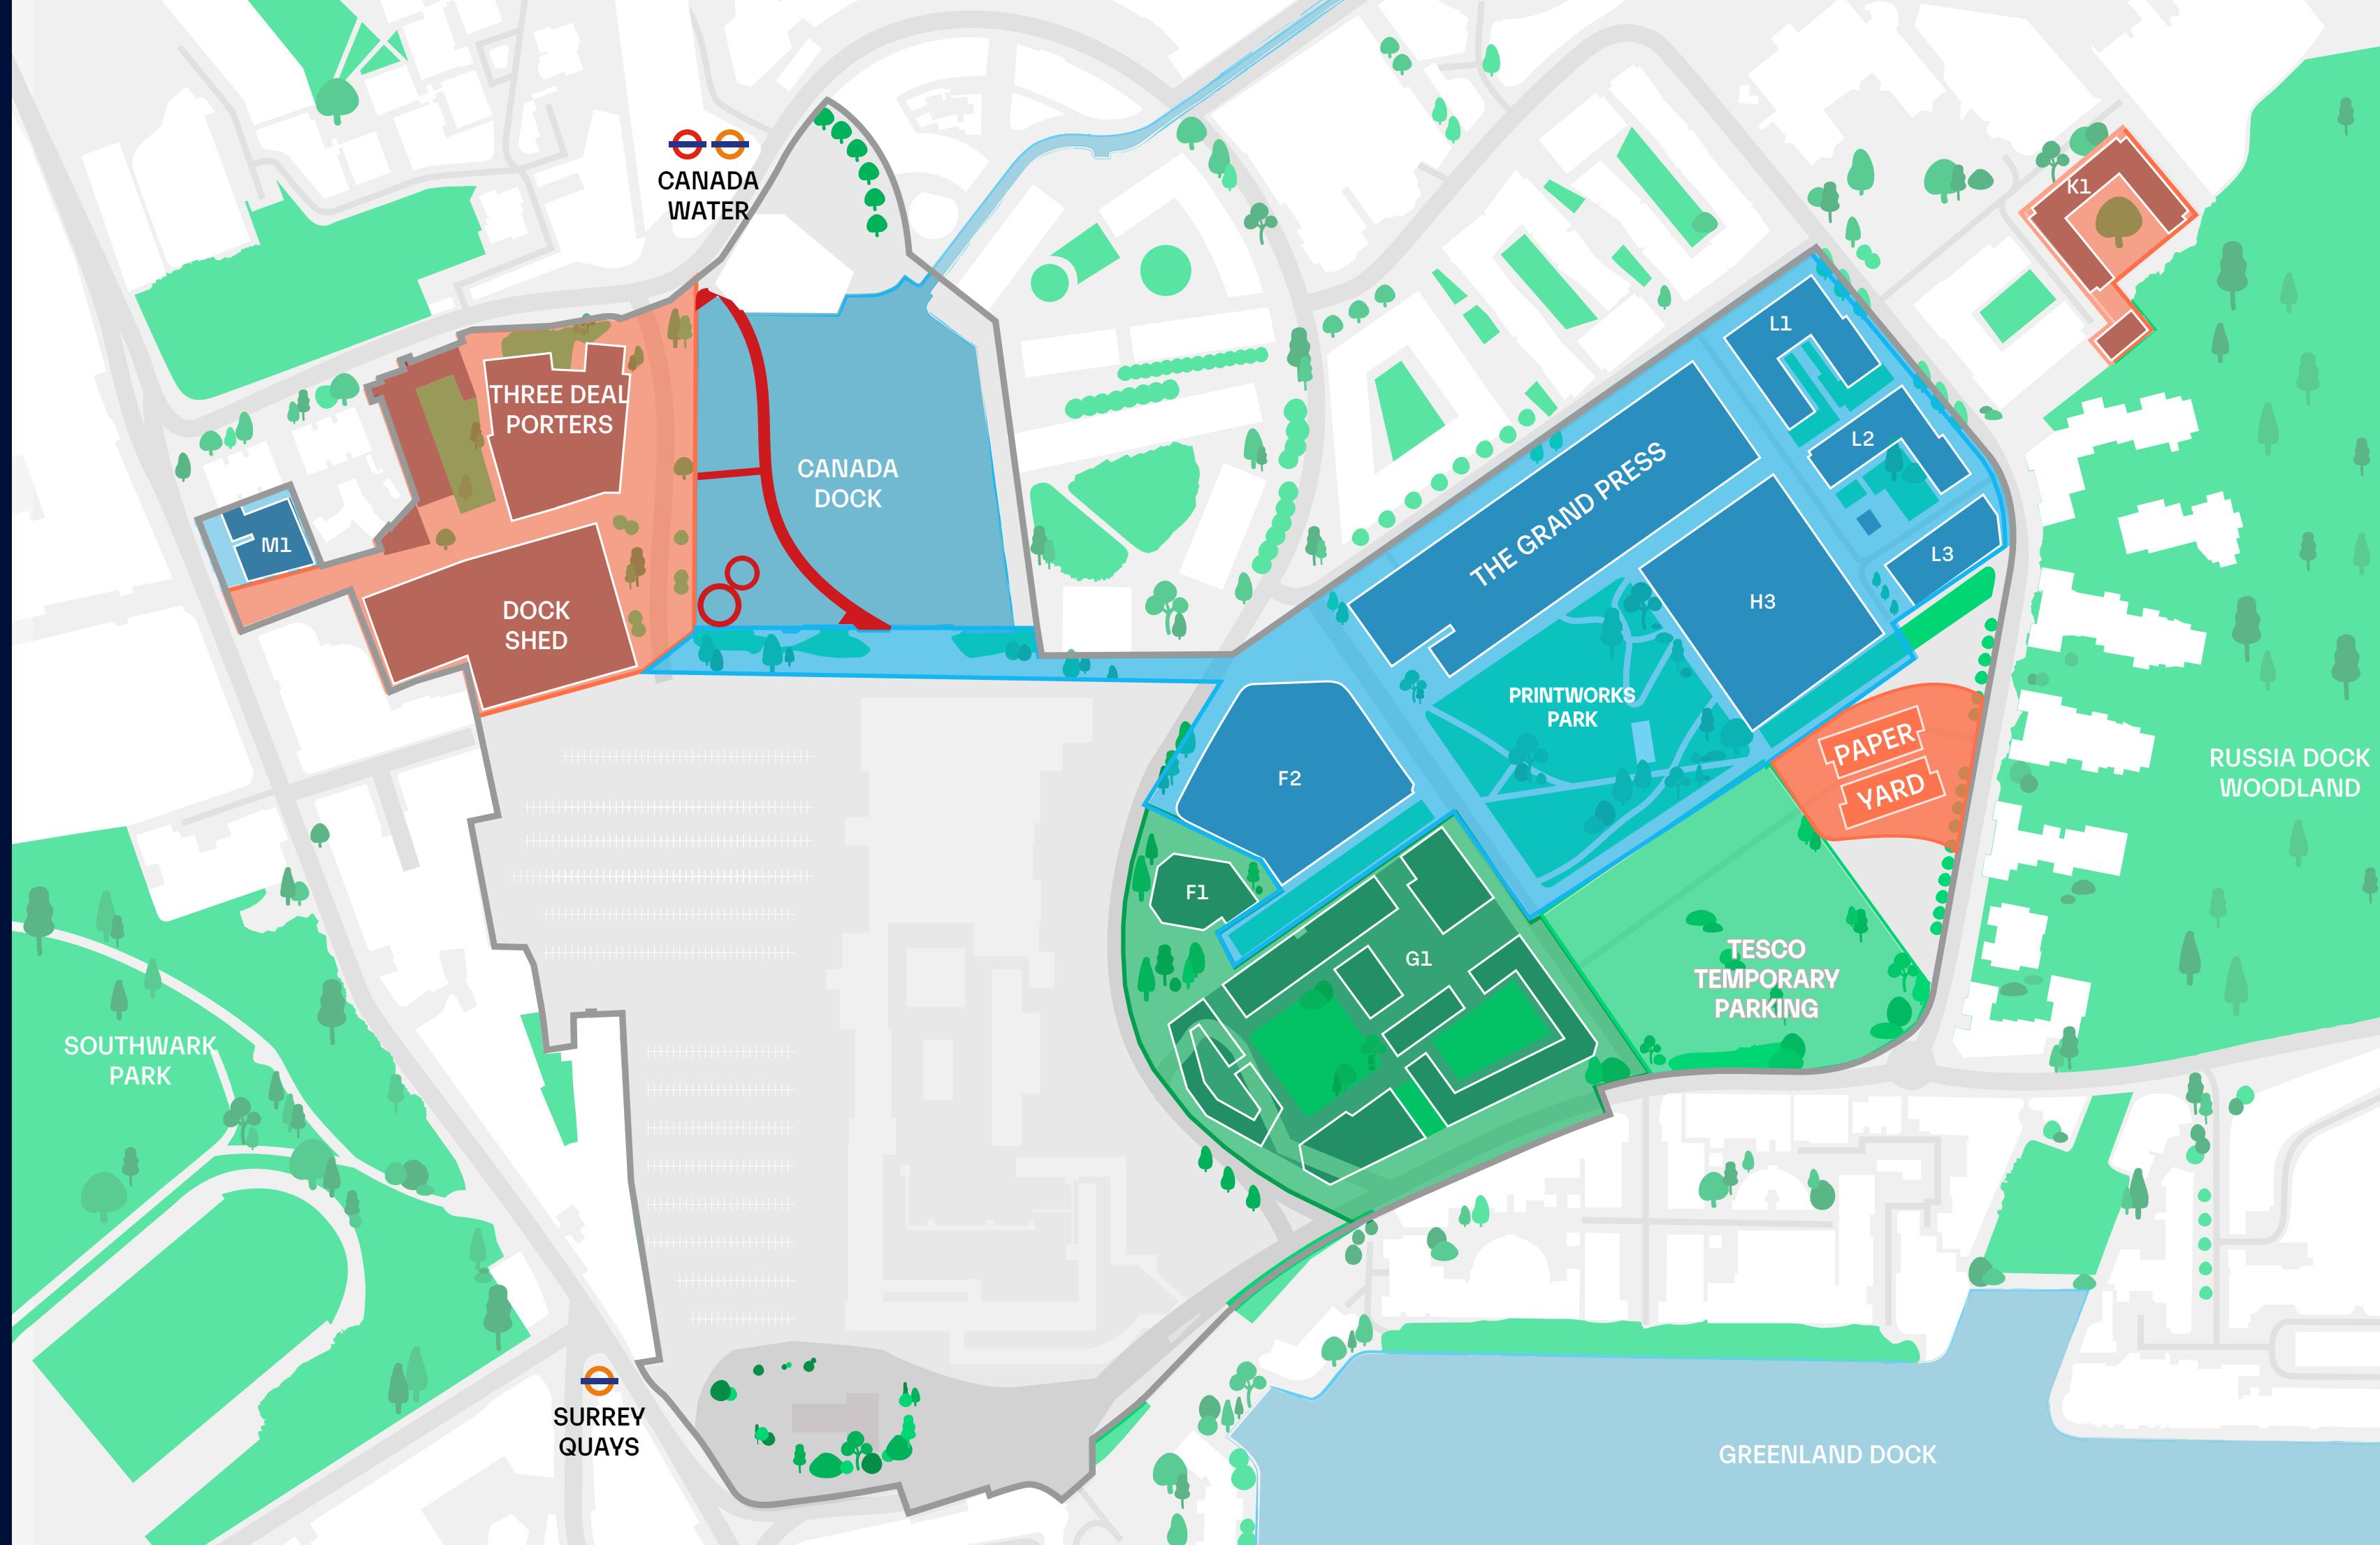 CANADA
WATER
K1
L1
THREE DEAL
PORTERS
L2
CANADA
DOCK
THE GRAND PRESS
M1
L3
DOCK
SHED
H3
PRINTWORKS
PARK
PAPER
YARD
F2
RUSSIA DOCK
WOODLAND
F1
G1
TESCO
TEMPORARY
PARKING
SOUTHWARK
PARK
SURREY
QUAYS
GREENLAND DOCK